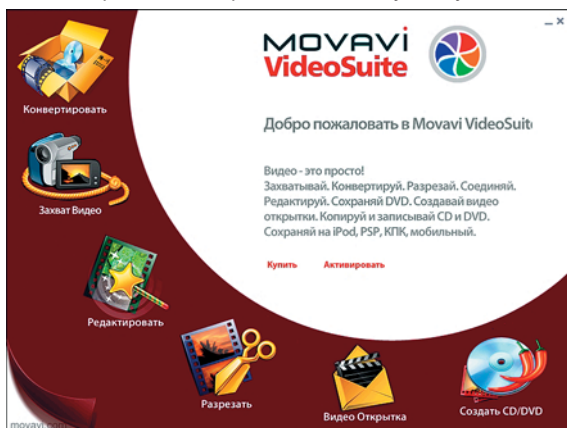 MOVAVI
VideoSuite
Конвертировать
Добро пожаловать в Movavi VideoSuit
Видео - это просто!
Захватывай. Конвертируй. Разрезай. Соединяй.
Редактируй. Сохраняй DVD. Создавай видео
открытки. Копируй и записывай CD и DVD.
Сохраняй на iPod, PSP, КПК, мобильный.
Захват Видео
Купить Активировать
Редактировать
Разрезать
Видео Открытка
Создать CD/DVD
movavi.com